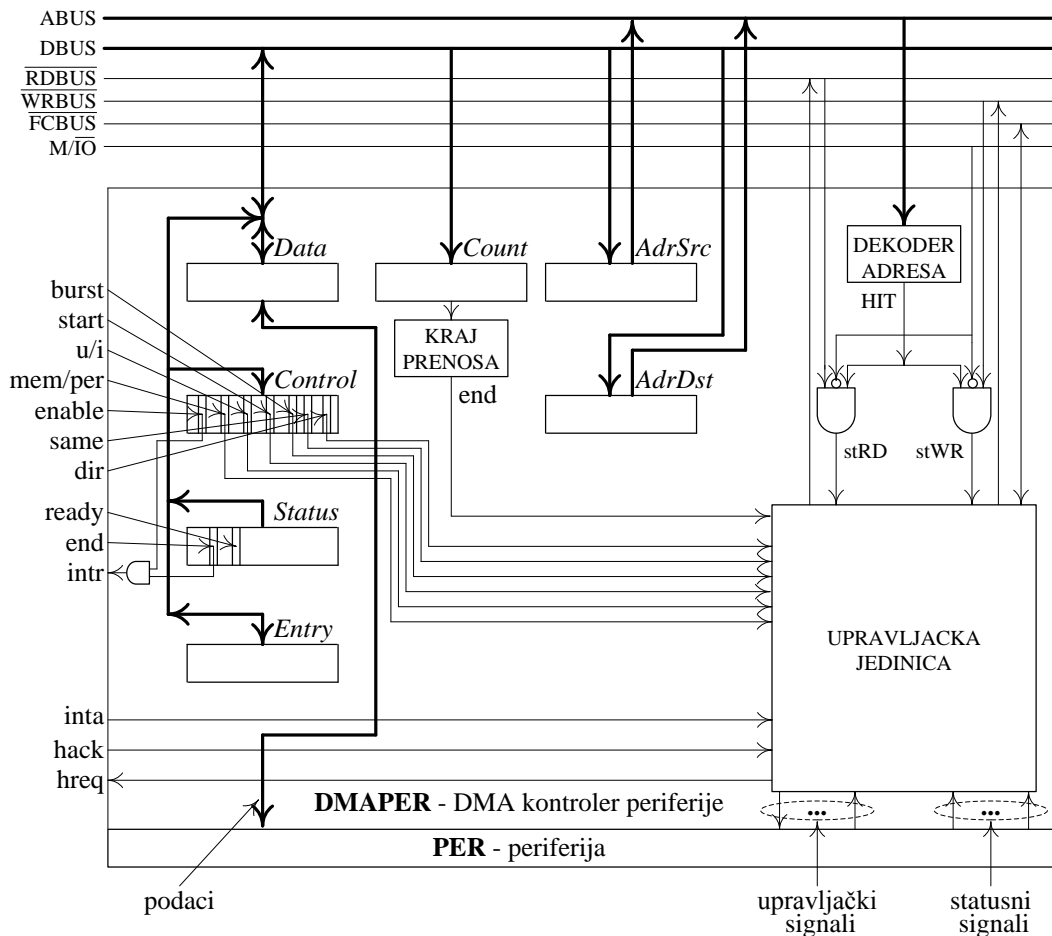 ABUS
DBUS
RDBUS
WRBUS
FCBUS
M/IO
Data
Count
AdrSrc
DEKODER
ADRESA
HIT
burst
start
u/i
mem/per
enable
same
dir
Control
KRAJ
PRENOSA
end
AdrDst
stRD
stWR
ready
end
intr
Status
Entry
UPRAVLJACKA
JEDINICA
inta
hack
hreq
DMAPER - DMA kontroler periferije
PER - periferija
podaci
upravljački
signali
statusni
signali